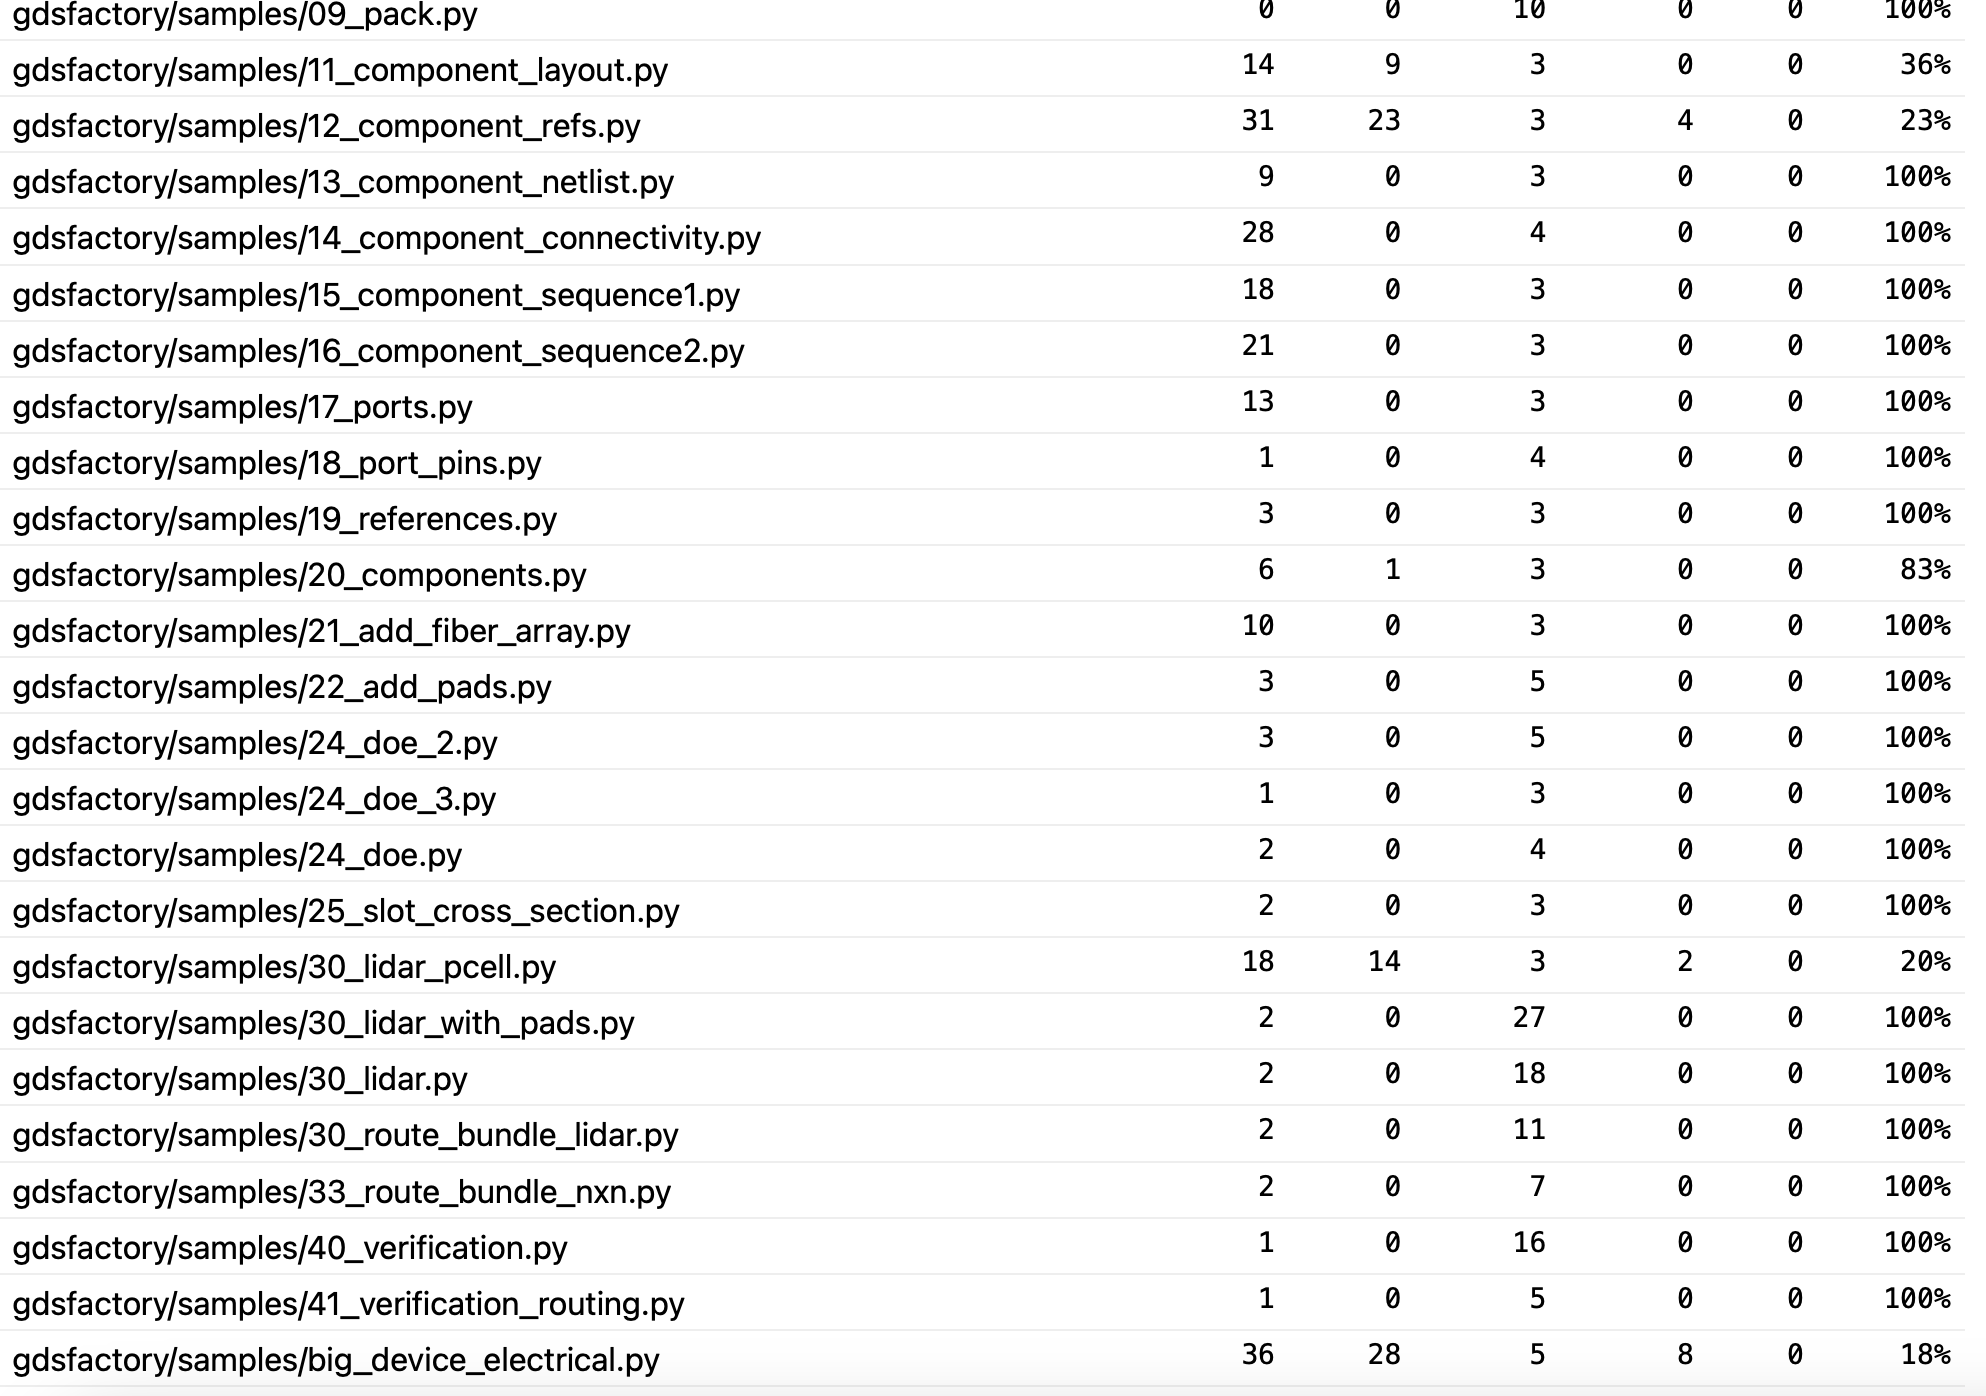 gdsfactory/samples/09_pack.py 0 0 10 0 0 100%
gdsfactory/samples/11_component_layout.py 14 9 3 0 0 36%
gdsfactory/samples/12_component_refs.py 31 23 3 4 0 23%
gdsfactory/samples/13_component_netlist.py 9 0 3 0 0 100%
gdsfactory/samples/14_component_connectivity.py 28 0 4 0 0 100%
gdsfactory/samples/15_component_sequence1.py 18 0 3 0 0 100%
gdsfactory/samples/16_component_sequence2.py 21 0 3 0 0 100%
gdsfactory/samples/17_ports.py 13 0 3 0 0 100%
gdsfactory/samples/18_port_pins.py 1 0 4 0 0 100%
gdsfactory/samples/19_references.py 3 0 3 0 0 100%
gdsfactory/samples/20_components.py 6 1 3 0 0 83%
gdsfactory/samples/21_add_fiber_array.py 10 0 3 0 0 100%
gdsfactory/samples/22_add_pads.py 3 0 5 0 0 100%
gdsfactory/samples/24_doe_2.py 3 0 5 0 0 100%
gdsfactory/samples/24_doe_3.py 1 0 3 0 0 100%
gdsfactory/samples/24_doe.py 2 0 4 0 0 100%
gdsfactory/samples/25_slot_cross_section.py 2 0 3 0 0 100%
gdsfactory/samples/30_lidar_pcell.py 18 14 3 2 0 20%
gdsfactory/samples/30_lidar_with_pads.py 2 0 27 0 0 100%
gdsfactory/samples/30_lidar.py 2 0 18 0 0 100%
gdsfactory/samples/30_route_bundle_lidar.py 2 0 11 0 0 100%
gdsfactory/samples/33_route_bundle_nxn.py 2 0 7 0 0 100%
gdsfactory/samples/40_verification.py 1 0 16 0 0 100%
gdsfactory/samples/41_verification_routing.py 1 0 5 0 0 100%
gdsfactory/samples/big_device_electrical.py 36 28 5 8 0 18%